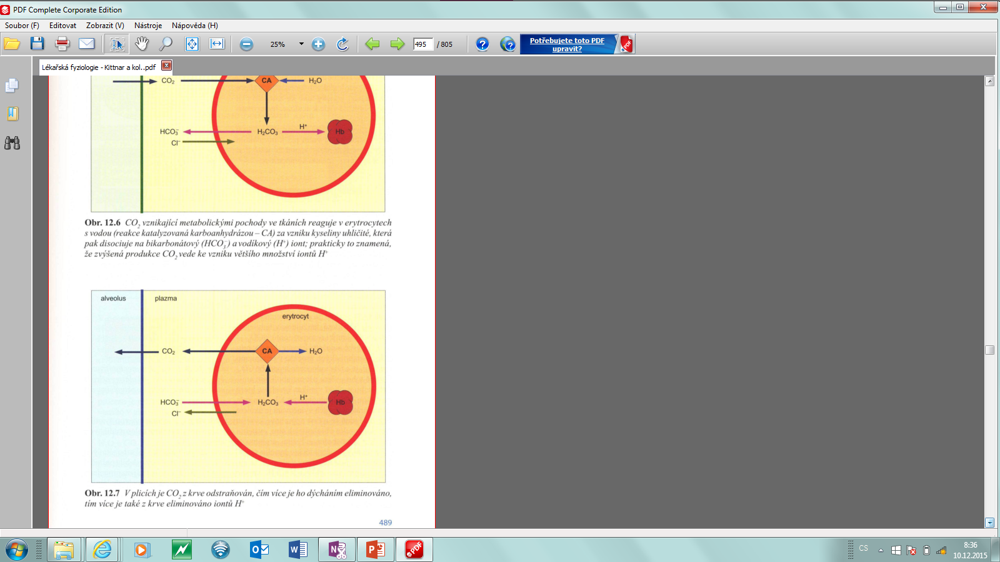 PDF Complete Corporate Edition
Soubor (F) Editovat Zobrazit (V) Nástroje Nápověda (H)
25% 495 / 805 Potřebujete toto PDF
upravit?
Lékařská fyziologie - Kittnar a kol..pdf
CO₂ CA H₂O
HCO₃⁻ H₂CO₃ H⁺ Hb
Cl⁻
Obr. 12.6 CO₂ vznikající metabolickými pochody ve tkáních reaguje v erytrocytech
s vodou (reakce katalyzovaná karboanhydrázou – CA) za vzniku kyseliny uhličité, která
pak disociuje na bikarbonátový (HCO₃⁻) a vodíkový (H⁺) iont; prakticky to znamená,
že zvýšená produkce CO₂ vede ke vzniku většího množství iontů H⁺
alveolus plazma
erytrocyt
CO₂ CA H₂O
HCO₃⁻ H₂CO₃ H⁺ Hb
Cl⁻
Obr. 12.7 V plicích je CO₂ z krve odstraňován, čím více je ho dýcháním eliminováno,
tím více je také z krve eliminováno iontů H⁺
489
CS 8:36
10.12.2015